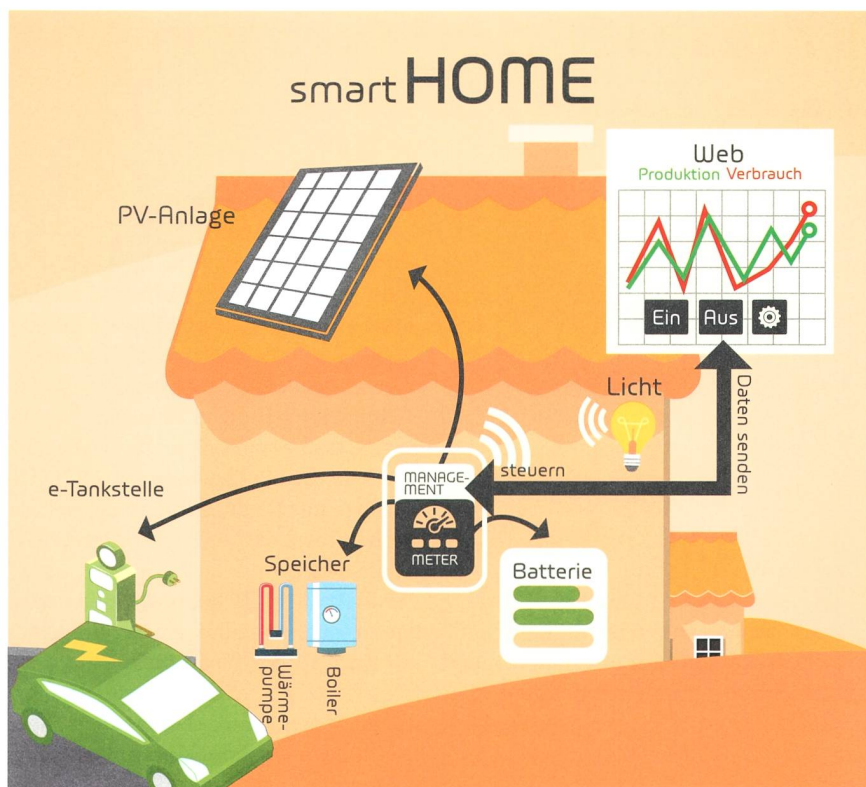 smart HOME
Web
Produktion Verbrauch
PV-Anlage
Ein
Aus
Licht
Daten senden
steuern
MANAGE-
MENT
METER
e-Tankstelle
Speicher
Batterie
Wärme-
pumpe
Boiler